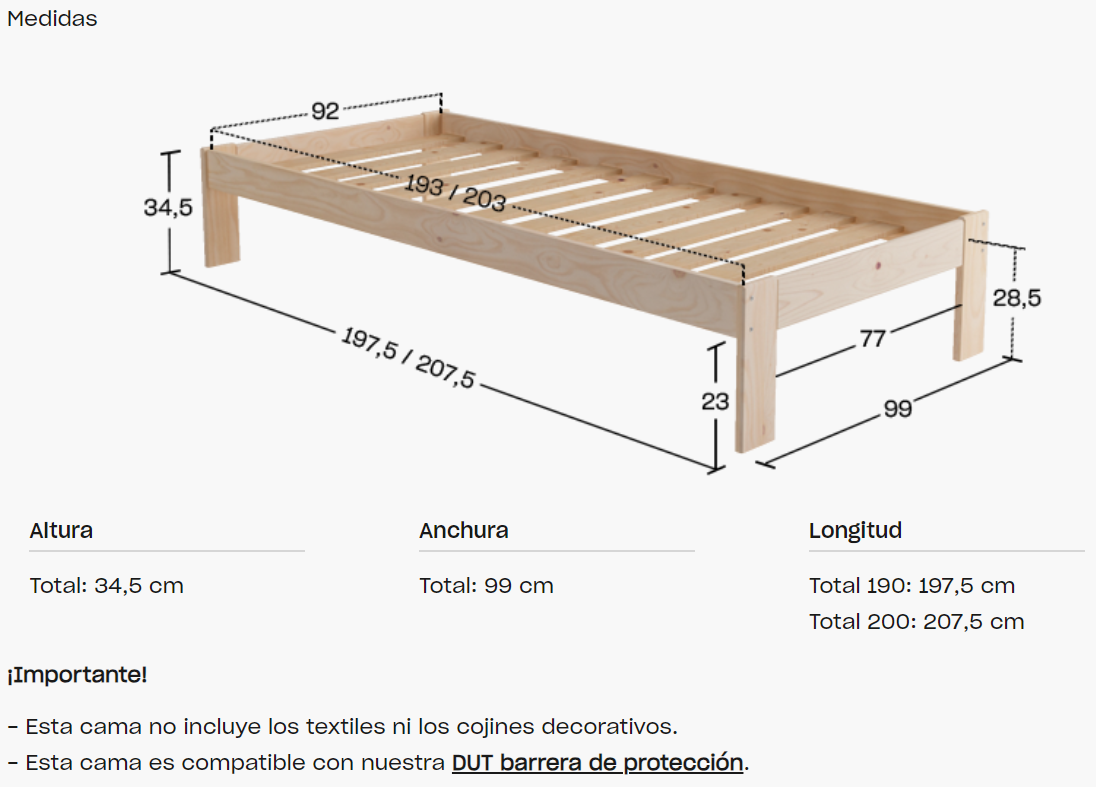 Medidas
92
193 / 203
34,5
28,5
197,5 / 207,5
77
23
99
Altura
Total: 34,5 cm
Anchura
Total: 99 cm
Longitud
Total 190: 197,5 cm
Total 200: 207,5 cm
¡Importante!
- Esta cama no incluye los textiles ni los cojines decorativos.
- Esta cama es compatible con nuestra DUT barrera de protección.